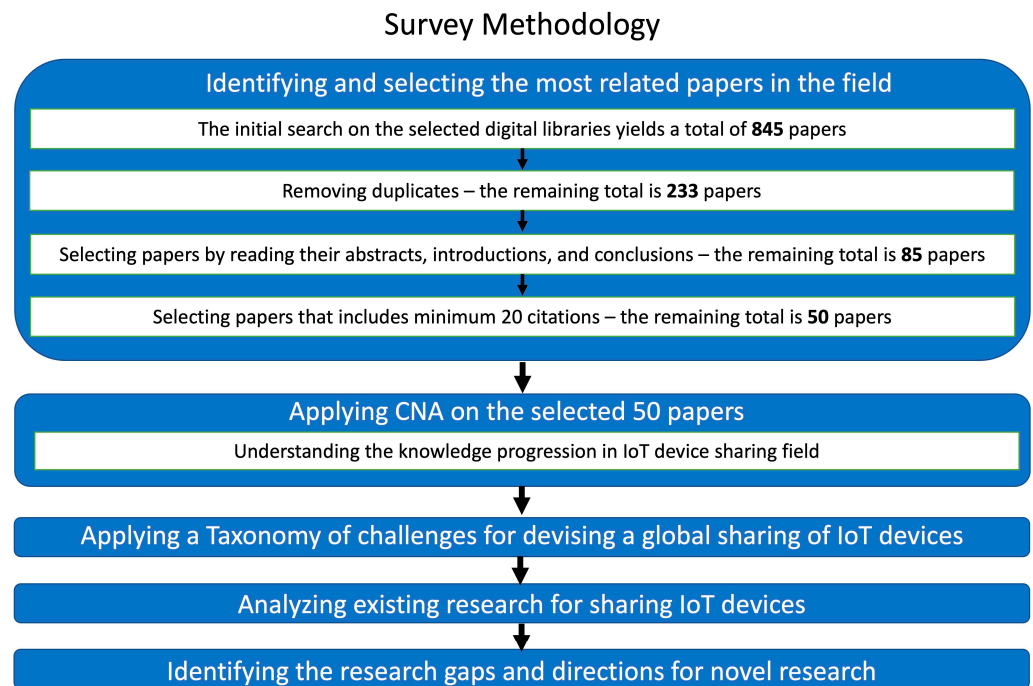 Survey Methodology
Identifying and selecting the most related papers in the field
The initial search on the selected digital libraries yields a total of 845 papers
Removing duplicates – the remaining total is 233 papers
Selecting papers by reading their abstracts, introductions, and conclusions – the remaining total is 85 papers
Selecting papers that includes minimum 20 citations – the remaining total is 50 papers
Applying CNA on the selected 50 papers
Understanding the knowledge progression in IoT device sharing field
Applying a Taxonomy of challenges for devising a global sharing of IoT devices
Analyzing existing research for sharing IoT devices
Identifying the research gaps and directions for novel research